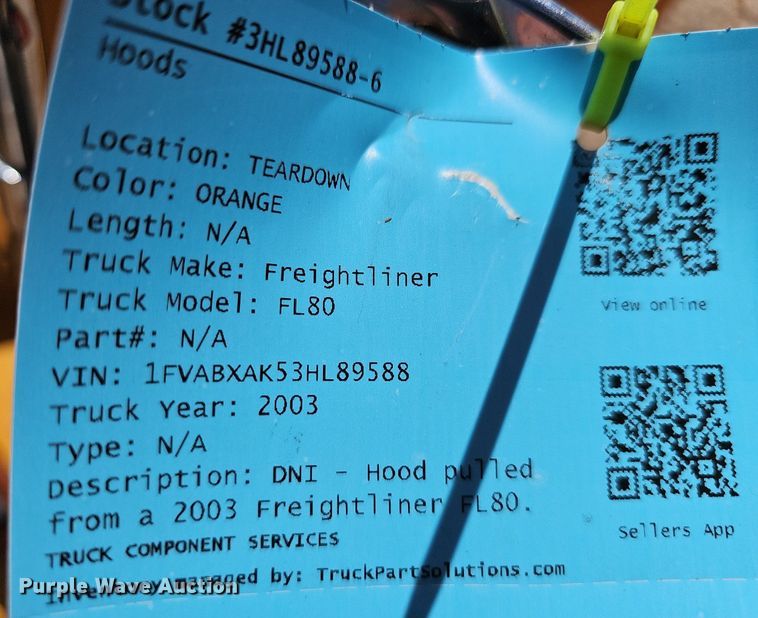 Stock #3HL89588-6
Hoods
Location: TEARDOWN
Color: ORANGE
Length: N/A
Truck Make: Freightliner
Truck Model: FL80
Part#: N/A
VIN: 1FVABXAK53HL89588
Truck Year: 2003
Type: N/A
Description: DNI - Hood pulled
from a 2003 Freightliner FL80.
TRUCK COMPONENT SERVICES
Inventory managed by: TruckPartSolutions.com
View online
Sellers App
Purple Wave Auction